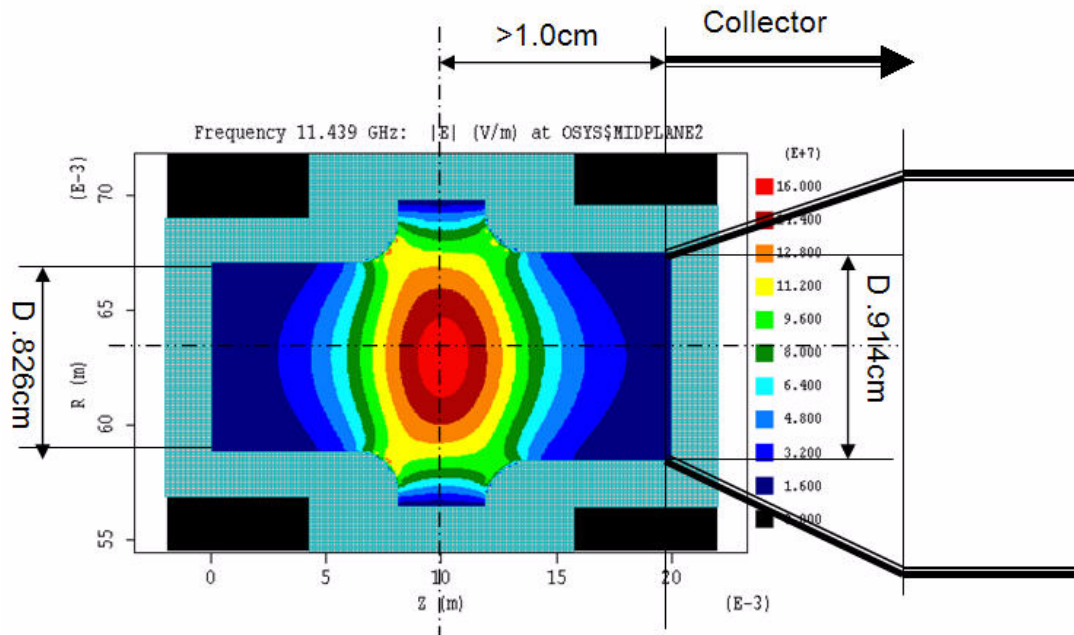 >1.0cm
Collector
Frequency 11.439 GHz: |E| (V/m) at OSYS$MIDPLANE2
(E-3)
(E+7)
70
65
60
55
R (m)
D .826cm
D .914cm
16.000
12.800
11.200
9.600
8.000
6.400
4.800
3.200
1.600
0
5
10
15
20
Z (m)
(E-3)